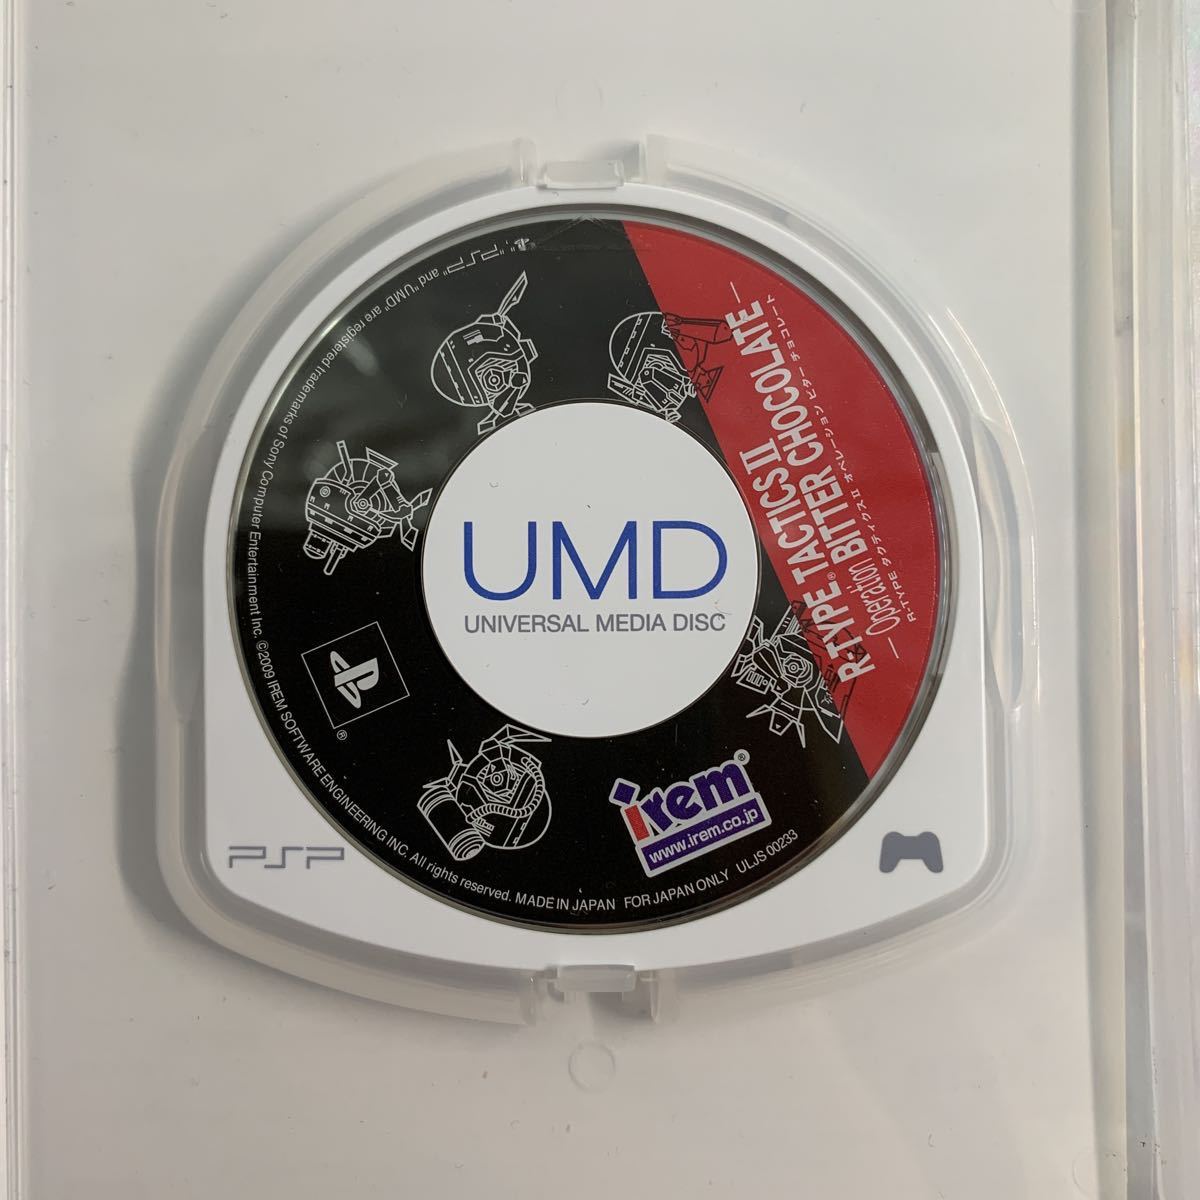 R-TYPE® TACTICS II
— Operation BITTER CHOCOLATE —
R-TYPE タクティクスII オペレーション ビター チョコレート
UMD
UNIVERSAL MEDIA DISC
irem®
www.irem.co.jp
PSP
"PSP" and "UMD" are registered trademarks of Sony Computer Entertainment Inc. ©2009 IREM SOFTWARE ENGINEERING INC. All rights reserved. MADE IN JAPAN FOR JAPAN ONLY ULJS 00233
®